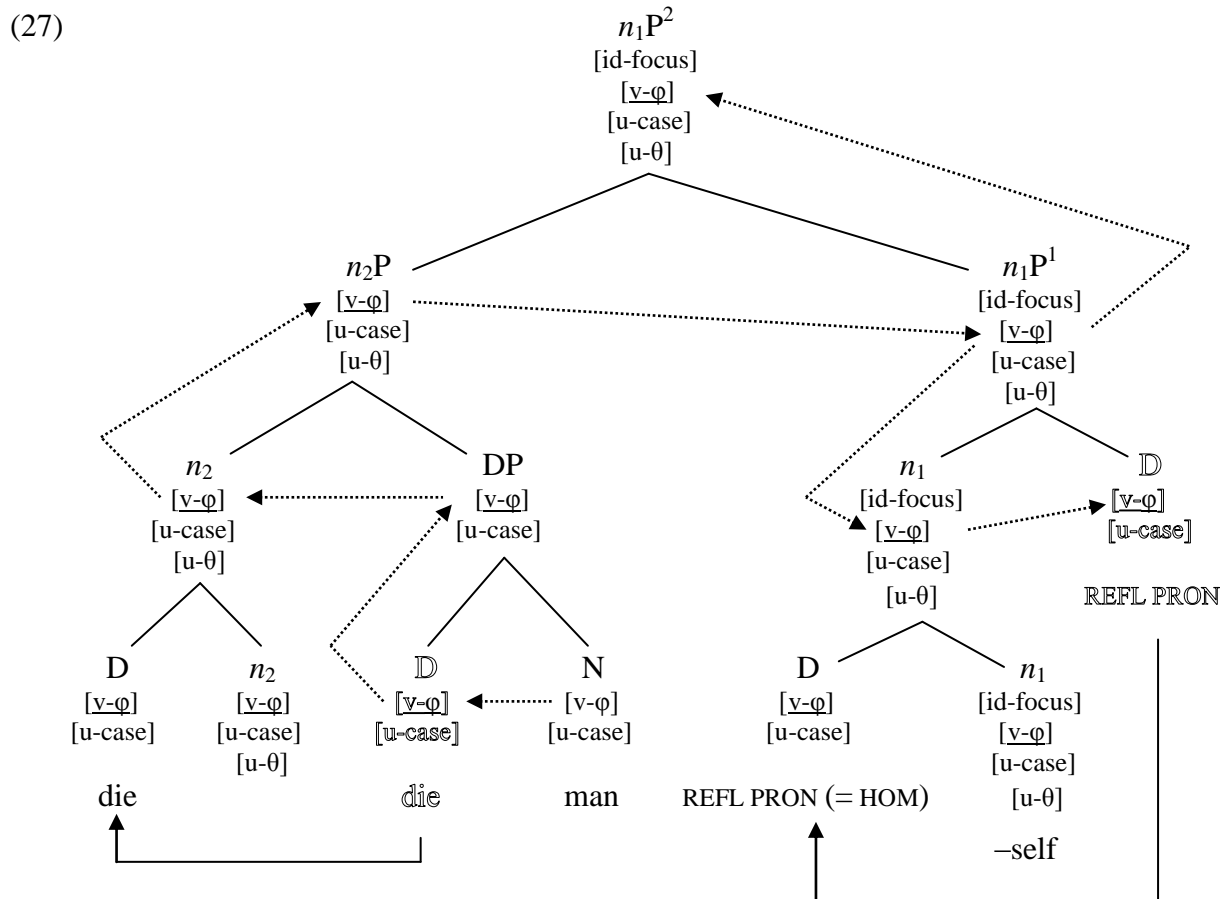 (27)
n₁P²
[id-focus]
[v-φ]
[u-case]
[u-θ]
n₂P n₁P¹
[v-φ] [id-focus]
[u-case] [v-φ]
[u-θ] [u-case]
[u-θ]
n₂ DP n₁ D
[v-φ] [v-φ] [id-focus] [v-φ]
[u-case] [u-case] [v-φ] [u-case]
[u-θ] [u-case]
[u-θ] REFL PRON
D n₂ D N D n₁
[v-φ] [v-φ] [v-φ] [v-φ] [v-φ] [id-focus]
[u-case] [u-case] [u-case] [u-case] [u-case] [v-φ]
[u-θ] [u-case]
die die man REFL PRON (= HOM) [u-θ]
–self